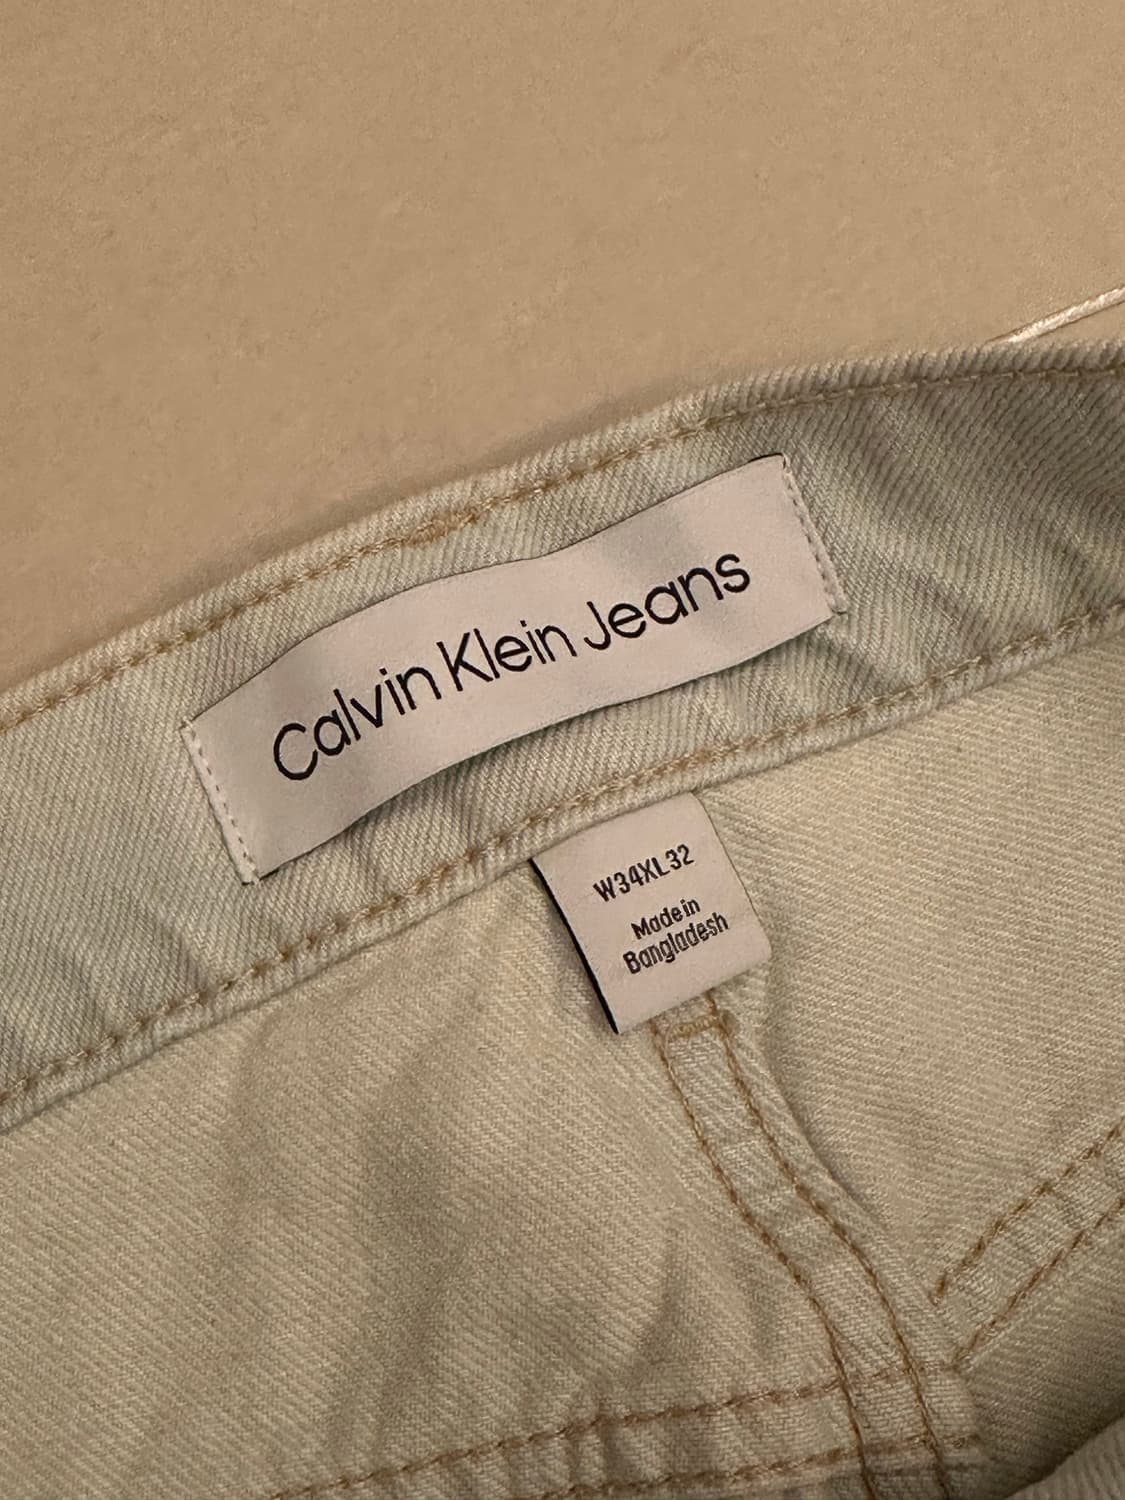 Calvin Klein Jeans
W34XL32
Made in
Bangladesh